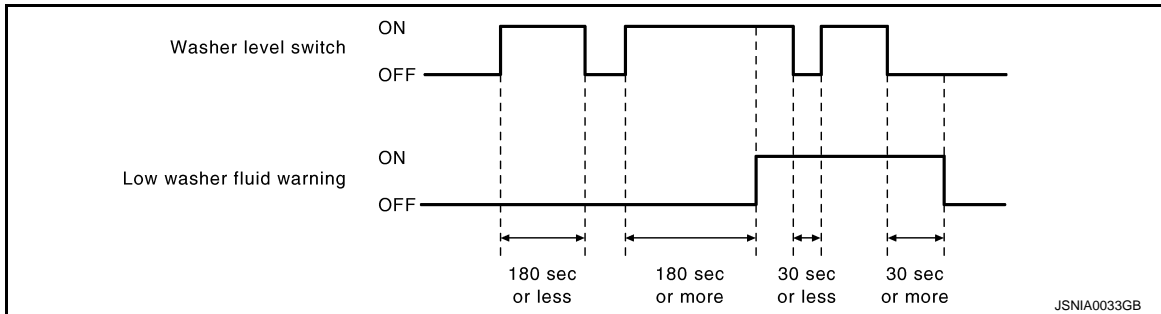 Washer level switch
ON
OFF
Low washer fluid warning
ON
OFF
180 sec
or less
180 sec
or more
30 sec
or less
30 sec
or more
JSNIA0033GB